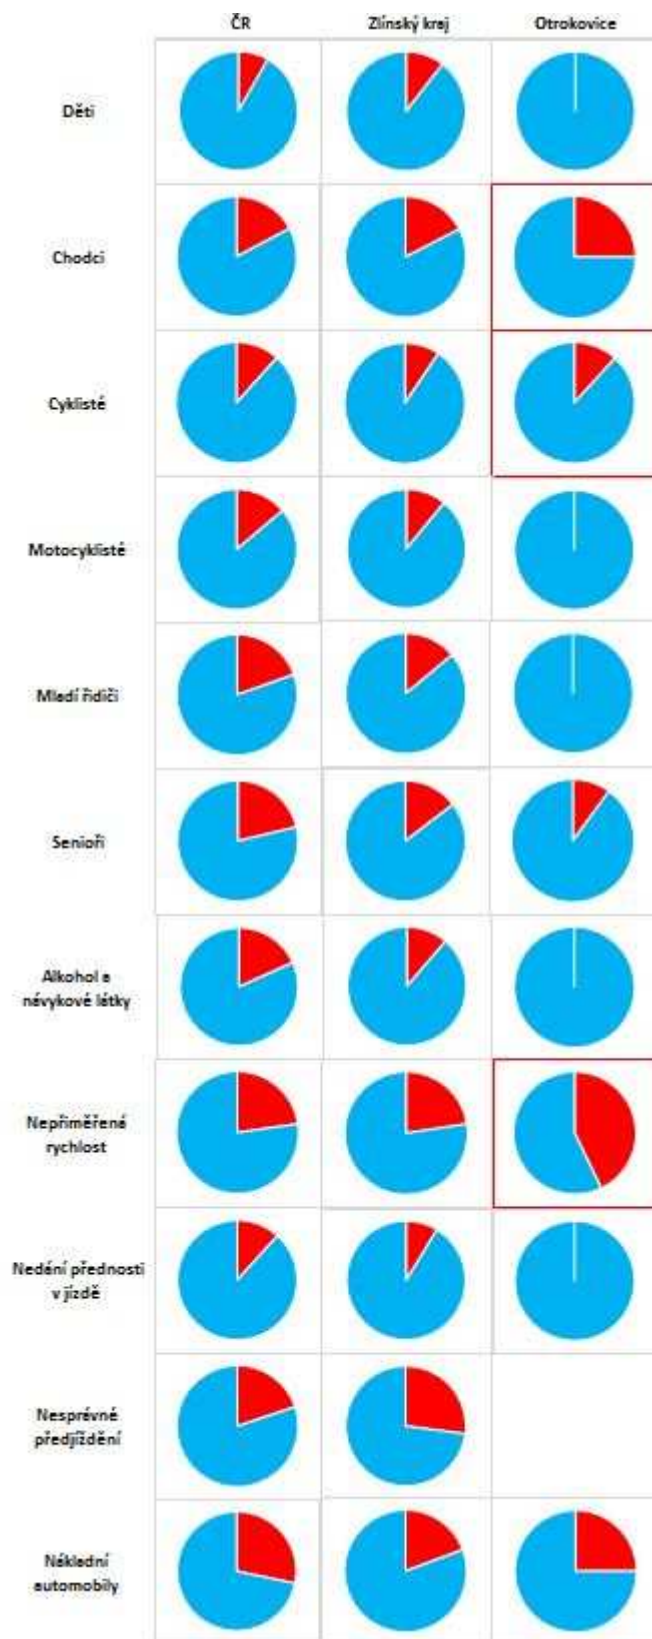 ČR Zlínský kraj Otrokovice
Děti
Chodci
Cyklisté
Motocyklisté
Mladí řidiči
Senioři
Alkohol a
návykové látky
Nepřiměřená
rychlost
Nedání přednosti
v jízdě
Nesprávné
předjíždění
Nákladní
automobily